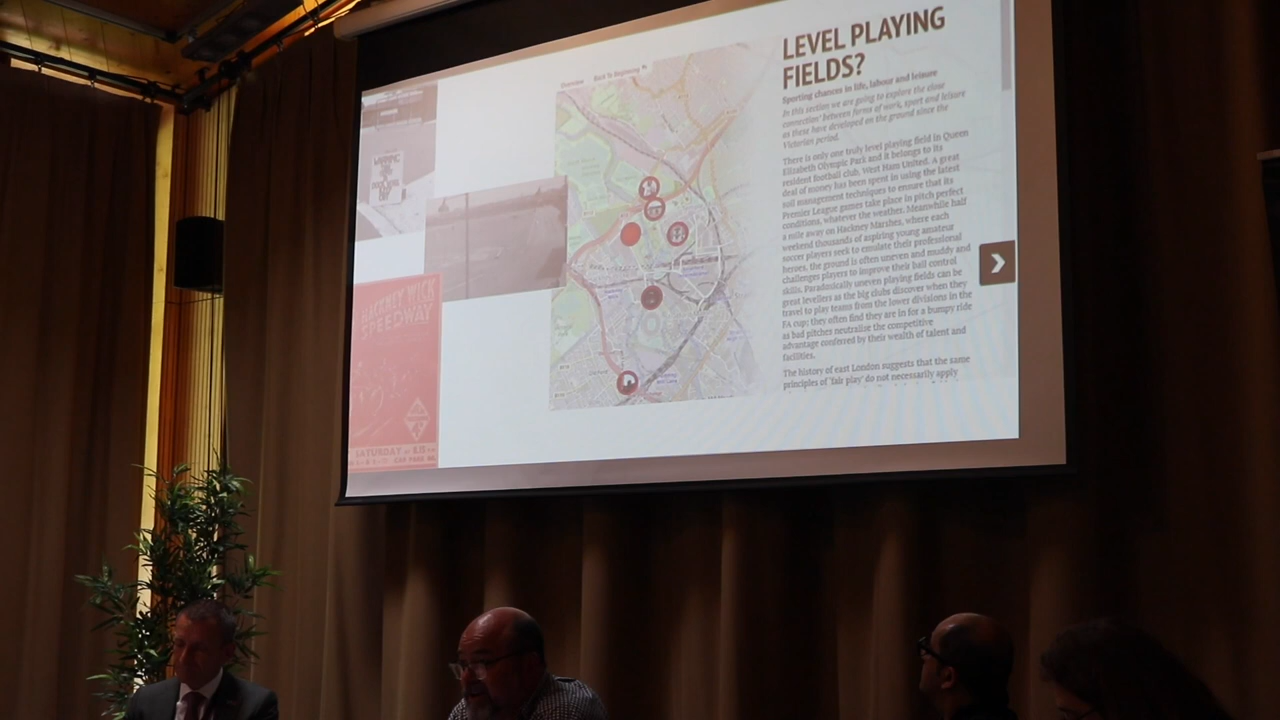 LEVEL PLAYING
FIELDS?
Sporting chances in life, labour and leisure
In this section we are going to explore the close
connection' between forms of work, sport and leisure
as these have developed on the ground since the
Victorian period.
There is only one truly level playing field in Queen
Elizabeth Olympic Park and it belongs to its
resident football club, West Ham United. A great
deal of money has been spent in using the latest
soil management techniques to ensure that its
Premier League games take place in pitch perfect
conditions, whatever the weather. Meanwhile half
a mile away on Hackney Marshes, where each
weekend thousands of aspiring young amateur
soccer players seek to emulate their professional
heroes, the ground is often uneven and muddy and
challenges players to improve their ball control
skills. Paradoxically uneven playing fields can be
great levellers as the big clubs discover when they
travel to play teams from the lower divisions in the
FA cup; they often find they are in for a bumpy ride
as bad pitches neutralize the competitive
advantage conferred by their wealth of talent and
facilities.
The history of east London suggests that the same
principles of 'fair play' do not necessarily apply
Overview Back To Beginning
WARNING
HACKNEY WICK
SPEEDWAY
SATURDAY
CAR PARK